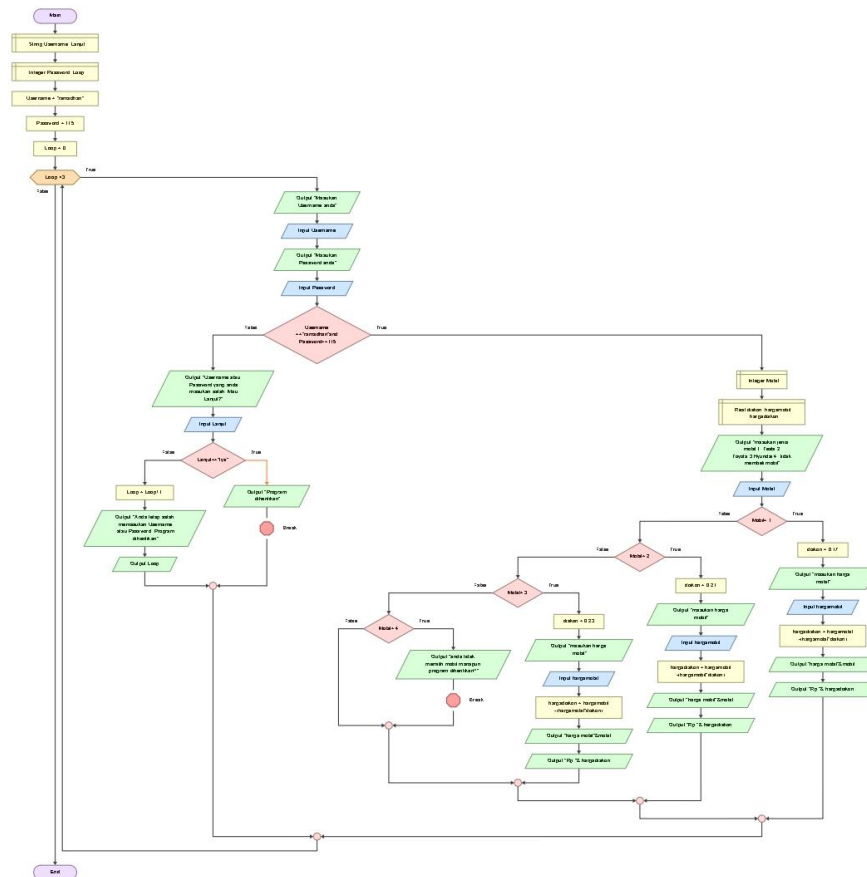 Main
String Username Lanjut
Integer Password Loop
Username = "ramadhan"
Password = 115
Loop = 0
Loop <3
True
False
Output "Masukan
Username anda"
Input Username
Output "Masukan
Password anda"
Input Password
False
Username
=="ramadhan"and
Password==115
True
Output "Username atau
Password yang anda
masukan salah Mau
Lanjut?"
Input Lanjut
False
Lanjut=="Iya"
True
Loop = Loop+1
Output "Program
dihentikan"
Output "Anda tetap salah
memasukan Username
atau Password Program
dihentikan"
Break
Output Loop
Integer Mobil
Real diskon hargamobil
hargadiskon
Output "masukan jenis
mobil 1
2
Toyota 3 Hyundai 4 tidak
membeli mobil"
Input Mobil
False
Mobil= 1
True
diskon = 0.17
Output "masukan harga
mobil"
Input hargamobil
hargadiskon = hargamobil
-(hargamobil*diskon)
Output "harga mobil"&mobil
Output "Rp "& hargadiskon
False
Mobil= 2
True
diskon = 0.21
Output "masukan harga
mobil"
Input hargamobil
hargadiskon = hargamobil
-(hargamobil*diskon)
Output "harga mobil"&mobil
Output "Rp "& hargadiskon
False
Mobil= 3
True
diskon = 0.23
Output "masukan harga
mobil"
Input hargamobil
hargadiskon = hargamobil
-(hargamobil*diskon)
Output "harga mobil"&mobil
Output "Rp "& hargadiskon
False
Mobil= 4
True
Output "anda tidak
memilih mobil manapun
program dihentikan"
Break
End